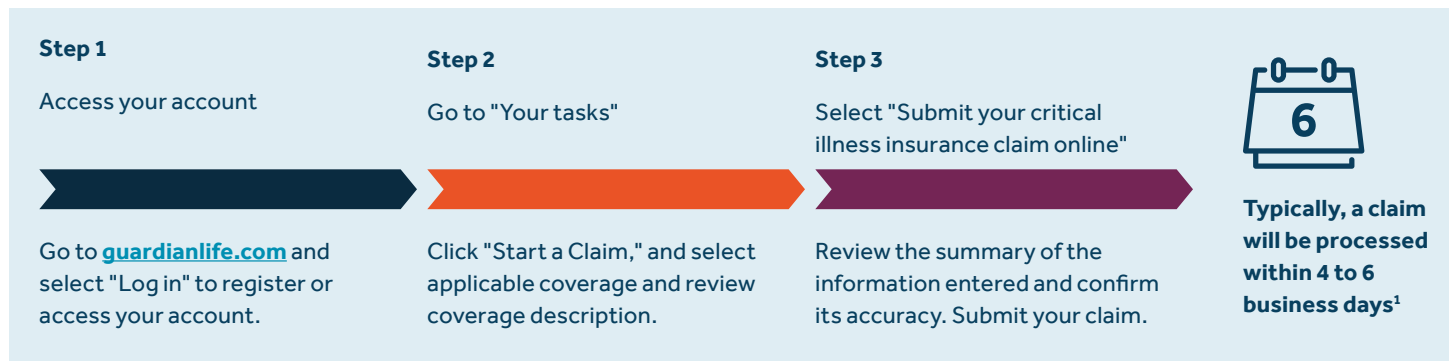 Step 1
Access your account
Go to guardianlife.com and
select "Log in" to register or
access your account.
Step 2
Go to "Your tasks"
Click "Start a Claim," and select
applicable coverage and review
coverage description.
Step 3
Select "Submit your critical
illness insurance claim online"
Review the summary of the
information entered and confirm
its accuracy. Submit your claim.
6
Typically, a claim
will be processed
within 4 to 6
business days¹